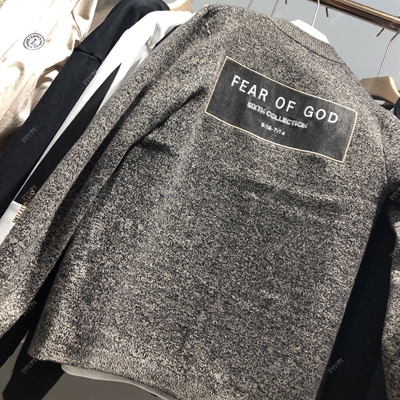 FEAR OF GOD
SIXTH COLLECTION